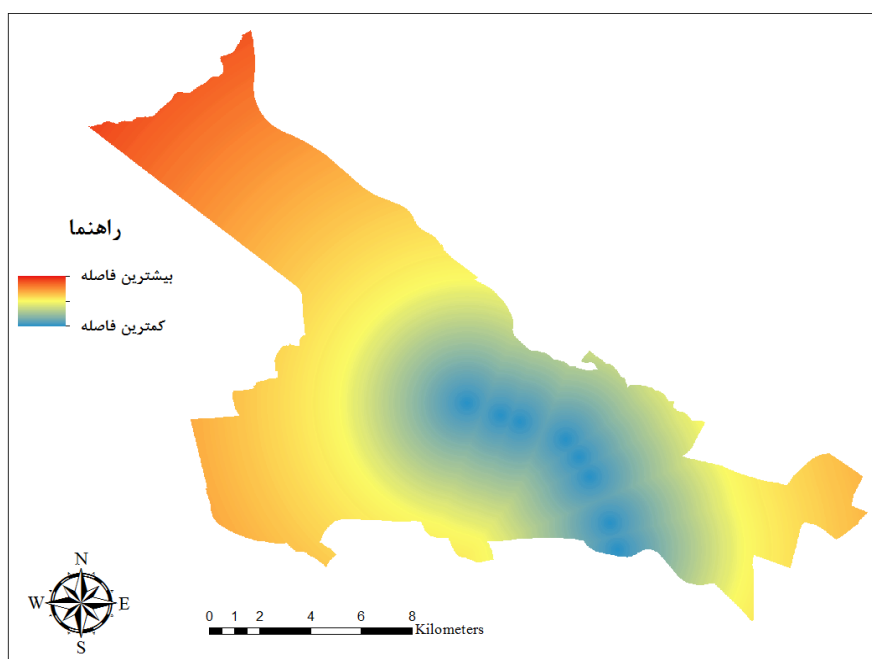 راهنما
بیشترین فاصله
کمترین فاصله
N
W E
S
0 1 2 4 6 8
Kilometers